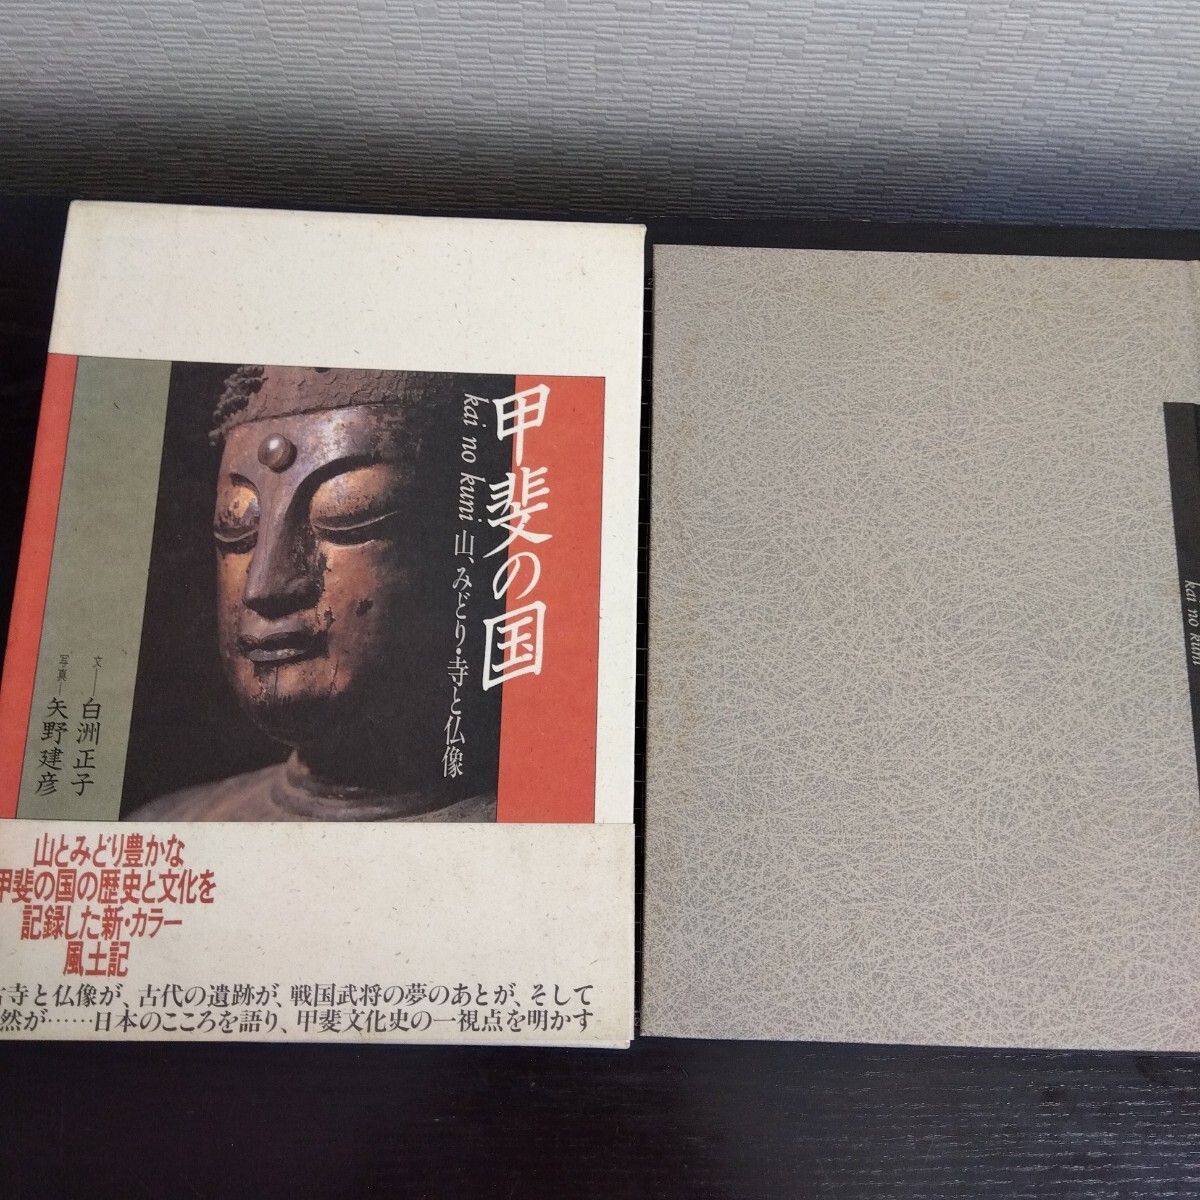 甲斐の国
kai no kuni
山、みどり・寺と仏像
文──白洲正子
写真─矢野建彦
山とみどり豊かな
甲斐の国の歴史と文化を
記録した新・カラー
風土記
古寺と仏像が、古代の遺跡が、戦国武将の夢のあとが、そして
然が……日本のこころを語り、甲斐文化史の一視点を明かす
kai no kuni